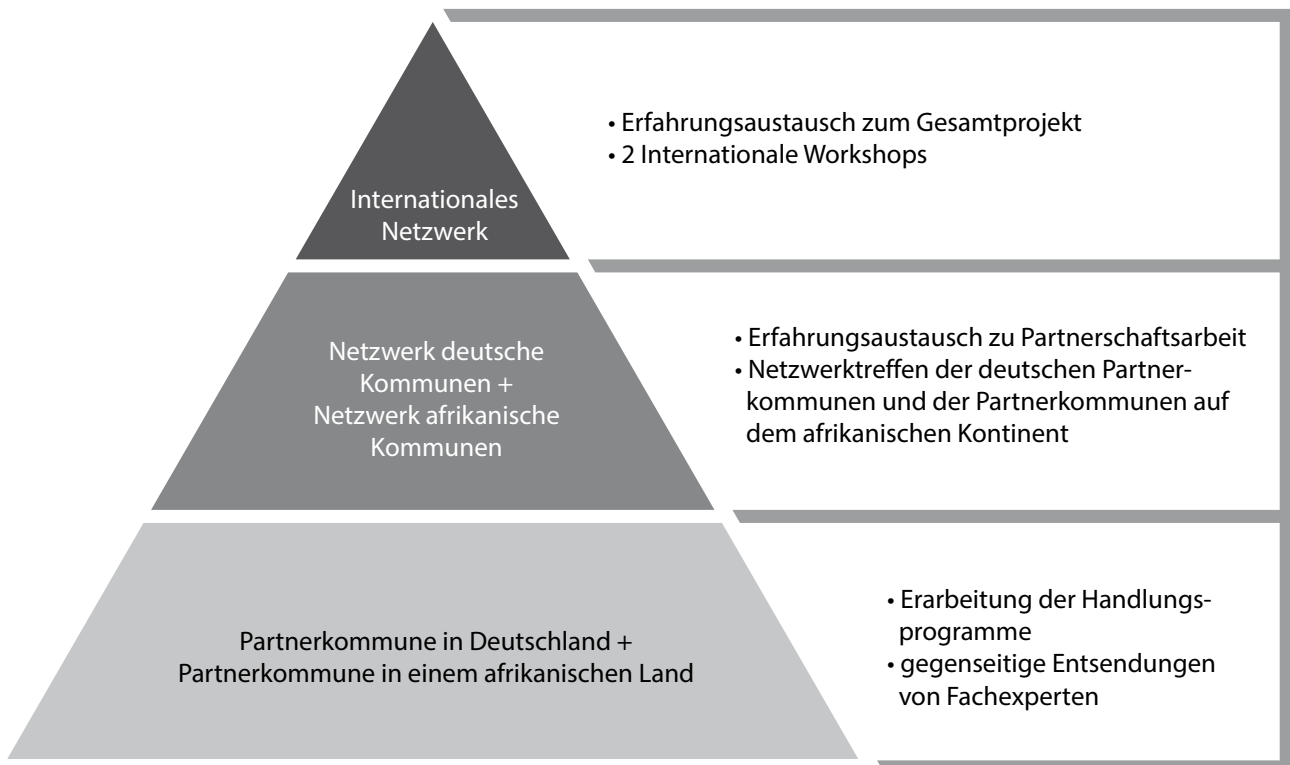 Internationales
Netzwerk
• Erfahrungsaustausch zum Gesamtprojekt
• 2 Internationale Workshops
Netzwerk deutsche
Kommunen +
Netzwerk afrikanische
Kommunen
• Erfahrungsaustausch zu Partnerschaftsarbeit
• Netzwerktreffen der deutschen Partner-
kommunen und der Partnerkommunen auf
dem afrikanischen Kontinent
Partnerkommune in Deutschland +
Partnerkommune in einem afrikanischen Land
• Erarbeitung der Handlungs-
programme
• gegenseitige Entsendungen
von Fachexperten